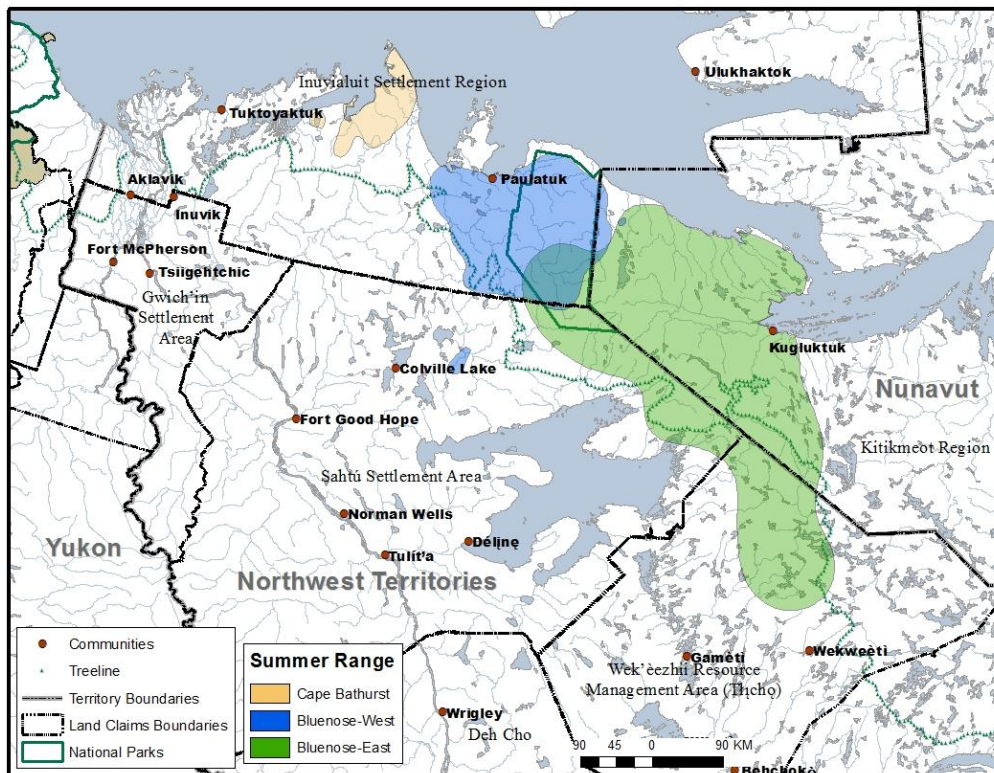 Inuvialuit Settlement Region
Ulukhaktok
Tuktoyaktuk
Aklavik
Inuvik
Paulatuk
Fort McPherson
Tsiigehtchic
Gwich'in
Settlement
Area
Kugluktuk
Colville Lake
Nunavut
Fort Good Hope
Kitikmeot Region
Sahtú Settlement Area
Norman Wells
Délı̨nę
Yukon
Tulít'a
Northwest Territories
Gamètì
Wekweètì
Wek'èezhıı Resource
Management Area (Tłįchǫ)
Wrigley
Deh Cho
Behchokǫ̀
Communities
Treeline
Territory Boundaries
Land Claims Boundaries
National Parks
Summer Range
Cape Bathurst
Bluenose-West
Bluenose-East
90 45 0 90 KM